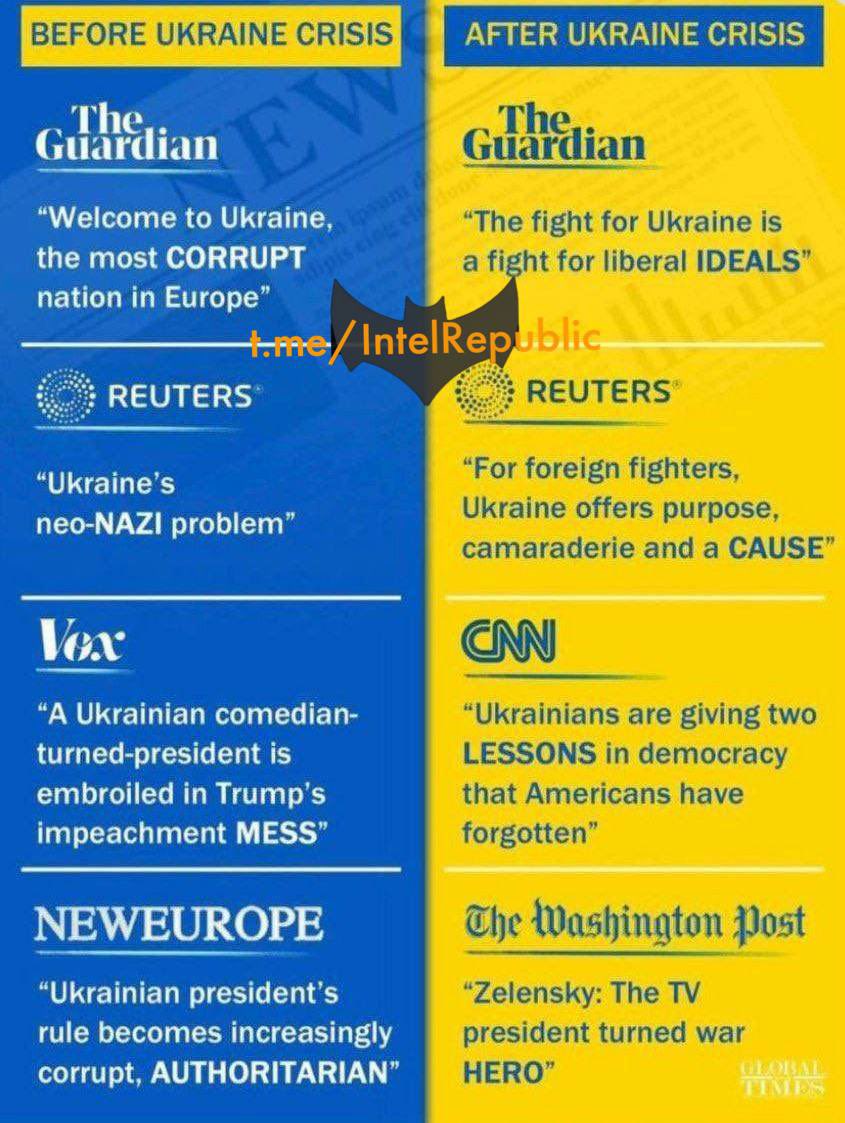 BEFORE UKRAINE CRISIS
The
Guardian
“Welcome to Ukraine,
the most CORRUPT
nation in Europe”
REUTERS®
“Ukraine’s
neo-NAZI problem”
Vox
“A Ukrainian comedian-
turned-president is
embroiled in Trump’s
impeachment MESS”
NEWEUROPE
“Ukrainian president’s
rule becomes increasingly
corrupt, AUTHORITARIAN”
AFTER UKRAINE CRISIS
The
Guardian
“The fight for Ukraine is
a fight for liberal IDEALS”
REUTERS®
“For foreign fighters,
Ukraine offers purpose,
camaraderie and a CAUSE”
CNN
“Ukrainians are giving two
LESSONS in democracy
that Americans have
forgotten”
The Washington Post
“Zelensky: The TV
president turned war
HERO”
GLOBAL
TIMES
t.me/IntelRepublic
NEWS